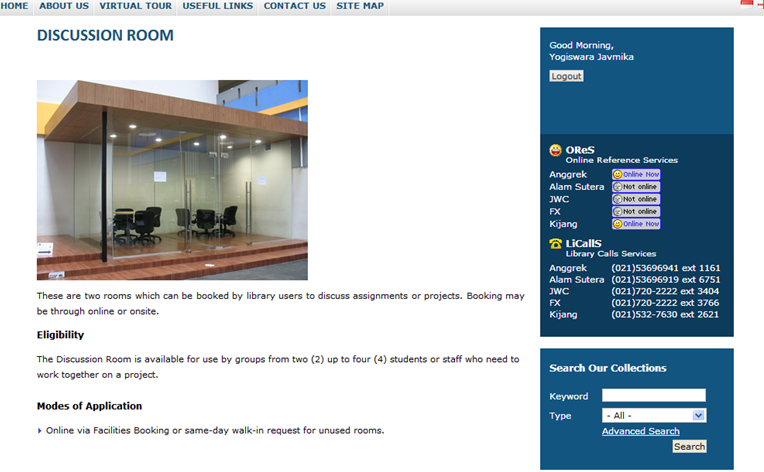 HOME ABOUT US VIRTUAL TOUR USEFUL LINKS CONTACT US SITE MAP
DISCUSSION ROOM
These are two rooms which can be booked by library users to discuss assignments or projects. Booking may
be through online or onsite.
Eligibility
The Discussion Room is available for use by groups from two (2) up to four (4) students or staff who need to
work together on a project.
Modes of Application
Online via Facilities Booking or same-day walk-in request for unused rooms.
Good Morning,
Yogiswara Javmika
Logout
OReS
Online Reference Services
Anggrek Online Now
Alam Sutera Not online
JWC Not online
FX Not online
Kijang Online Now
LiCallS
Library Calls Services
Anggrek (021)53696941 ext 1161
Alam Sutera (021)53696919 ext 6751
JWC (021)720-2222 ext 3404
FX (021)720-2222 ext 3766
Kijang (021)532-7630 ext 2621
Search Our Collections
Keyword
Type - All -
Advanced Search
Search